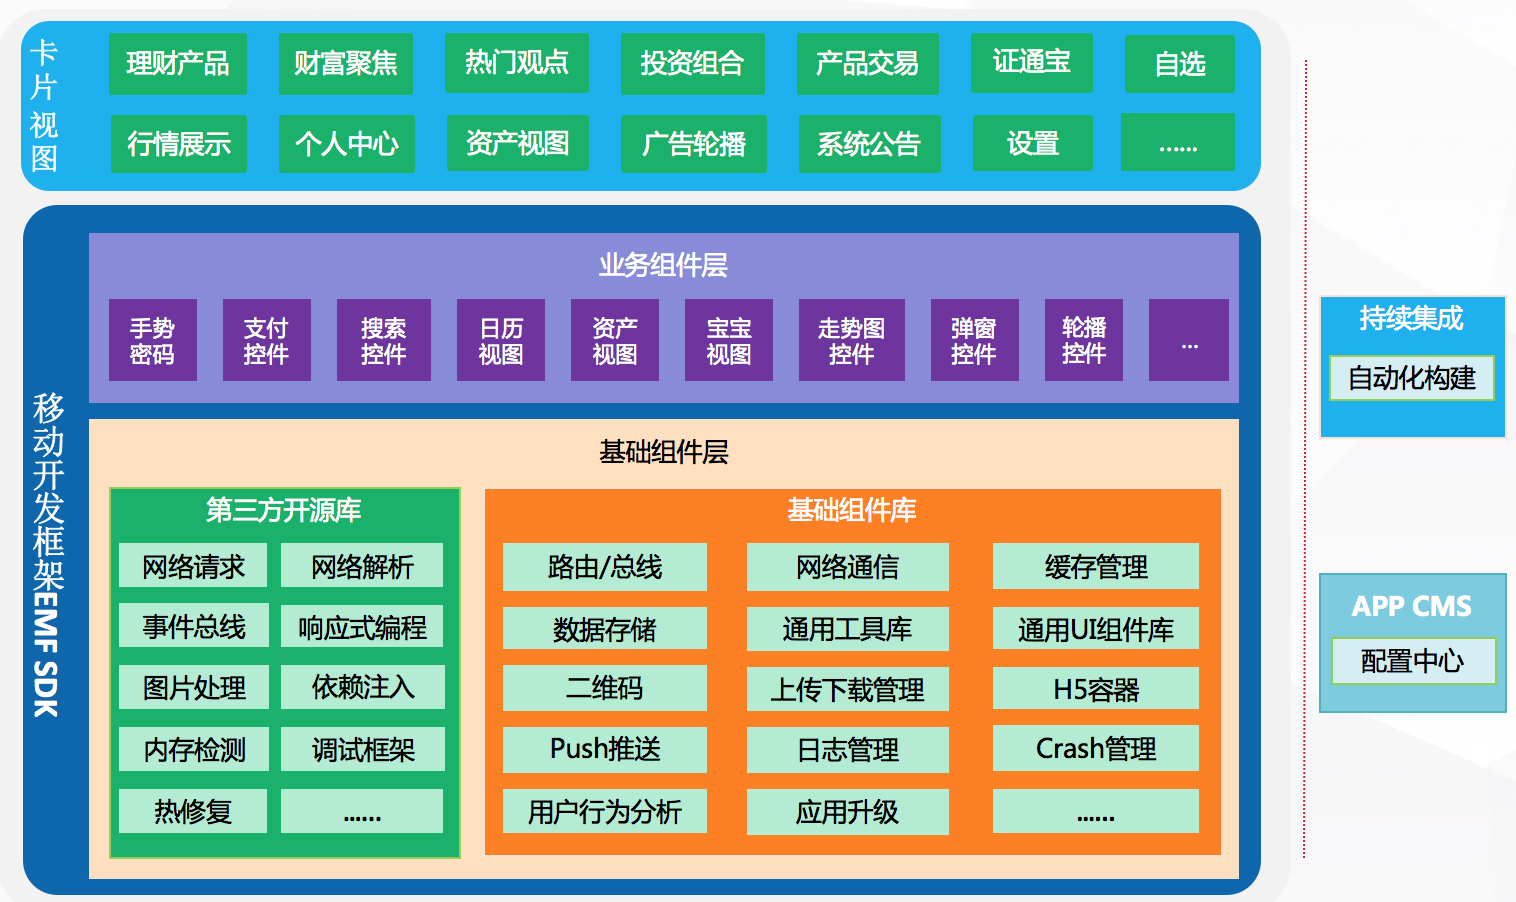 卡片视图
理财产品
财富聚焦
热门观点
投资组合
产品交易
证通宝
自选
行情展示
个人中心
资产视图
广告轮播
系统公告
设置
......
移动开发框架EMF SDK
业务组件层
手势
密码
支付
控件
搜索
控件
日历
视图
资产
视图
宝宝
视图
走势图
控件
弹窗
控件
轮播
控件
...
基础组件层
第三方开源库
网络请求
网络解析
事件总线
响应式编程
图片处理
依赖注入
内存检测
调试框架
热修复
......
基础组件库
路由/总线
网络通信
缓存管理
数据存储
通用工具库
通用UI组件库
二维码
上传下载管理
H5容器
Push推送
日志管理
Crash管理
用户行为分析
应用升级
......
持续集成
自动化构建
APP CMS
配置中心